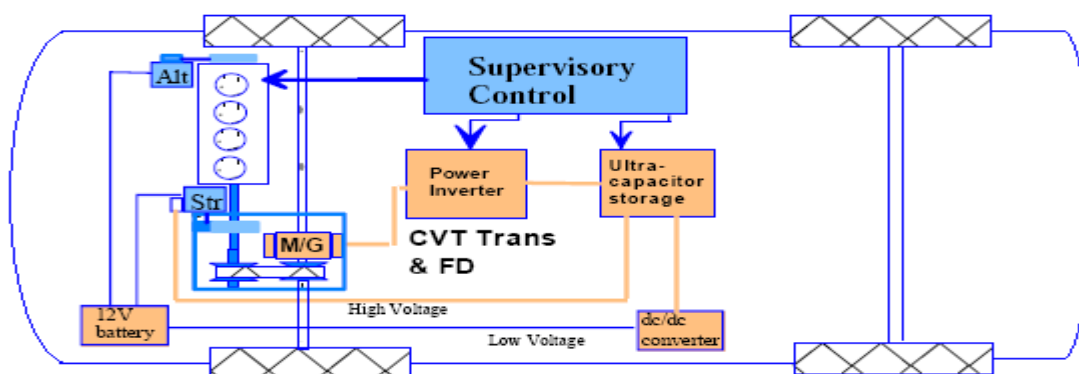 Alt
Supervisory
Control
Power
Inverter
Ultra-
capacitor
storage
Str
M/G
CVT Trans
& FD
High Voltage
12V
battery
Low Voltage
dc/dc
converter